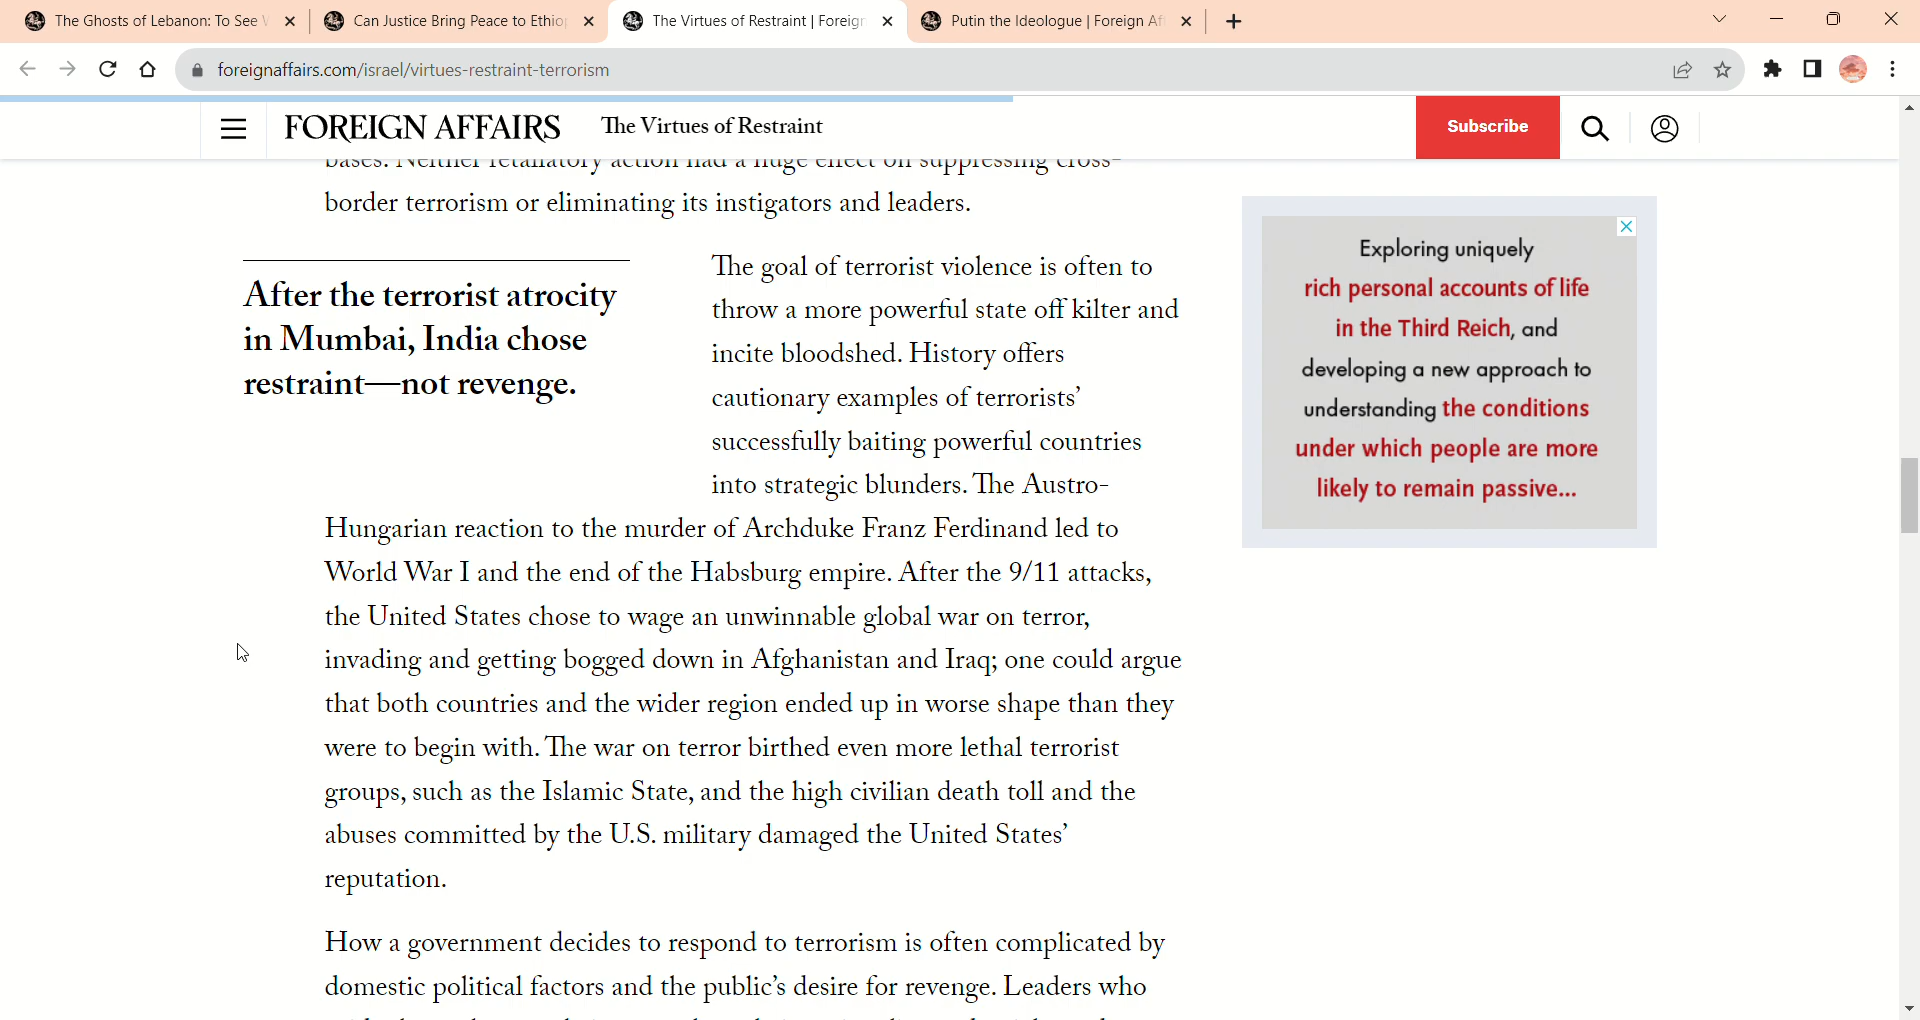 The Ghosts of Lebanon: To See
Can Justice Bring Peace to Ethio
The Virtues of Restraint | Foreign
Putin the Ideologue | Foreign Af
foreignaffairs.com/israel/virtues-restraint-terrorism
FOREIGN AFFAIRS
The Virtues of Restraint
Subscribe
bases. Neither retaliatory action had a huge effect on suppressing cross-
border terrorism or eliminating its instigators and leaders.
After the terrorist atrocity
in Mumbai, India chose
restraint—not revenge.
The goal of terrorist violence is often to
throw a more powerful state off kilter and
incite bloodshed. History offers
cautionary examples of terrorists’
successfully baiting powerful countries
into strategic blunders. The Austro-
Hungarian reaction to the murder of Archduke Franz Ferdinand led to
World War I and the end of the Habsburg empire. After the 9/11 attacks,
the United States chose to wage an unwinnable global war on terror,
invading and getting bogged down in Afghanistan and Iraq; one could argue
that both countries and the wider region ended up in worse shape than they
were to begin with. The war on terror birthed even more lethal terrorist
groups, such as the Islamic State, and the high civilian death toll and the
abuses committed by the U.S. military damaged the United States’
reputation.
How a government decides to respond to terrorism is often complicated by
domestic political factors and the public’s desire for revenge. Leaders who
Exploring uniquely
rich personal accounts of life
in the Third Reich, and
developing a new approach to
understanding the conditions
under which people are more
likely to remain passive...